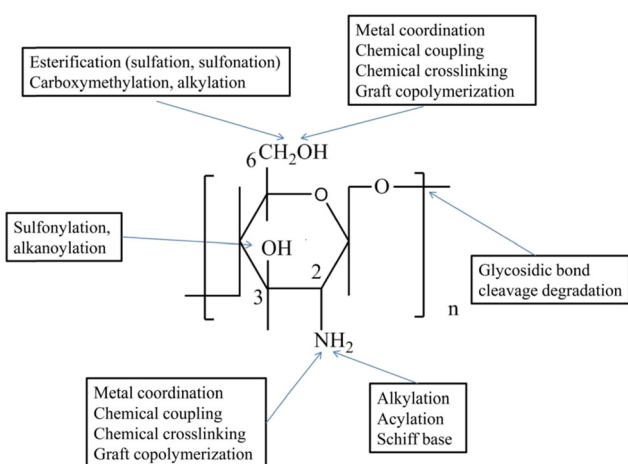 Esterification (sulfation, sulfonation)
Carboxymethylation, alkylation
Metal coordination
Chemical coupling
Chemical crosslinking
Graft copolymerization
6 CH₂OH
O
O
Sulfonylation,
alkanoylation
OH
2
3
Glycosidic bond
cleavage degradation
n
NH₂
Metal coordination
Chemical coupling
Chemical crosslinking
Graft copolymerization
Alkylation
Acylation
Schiff base